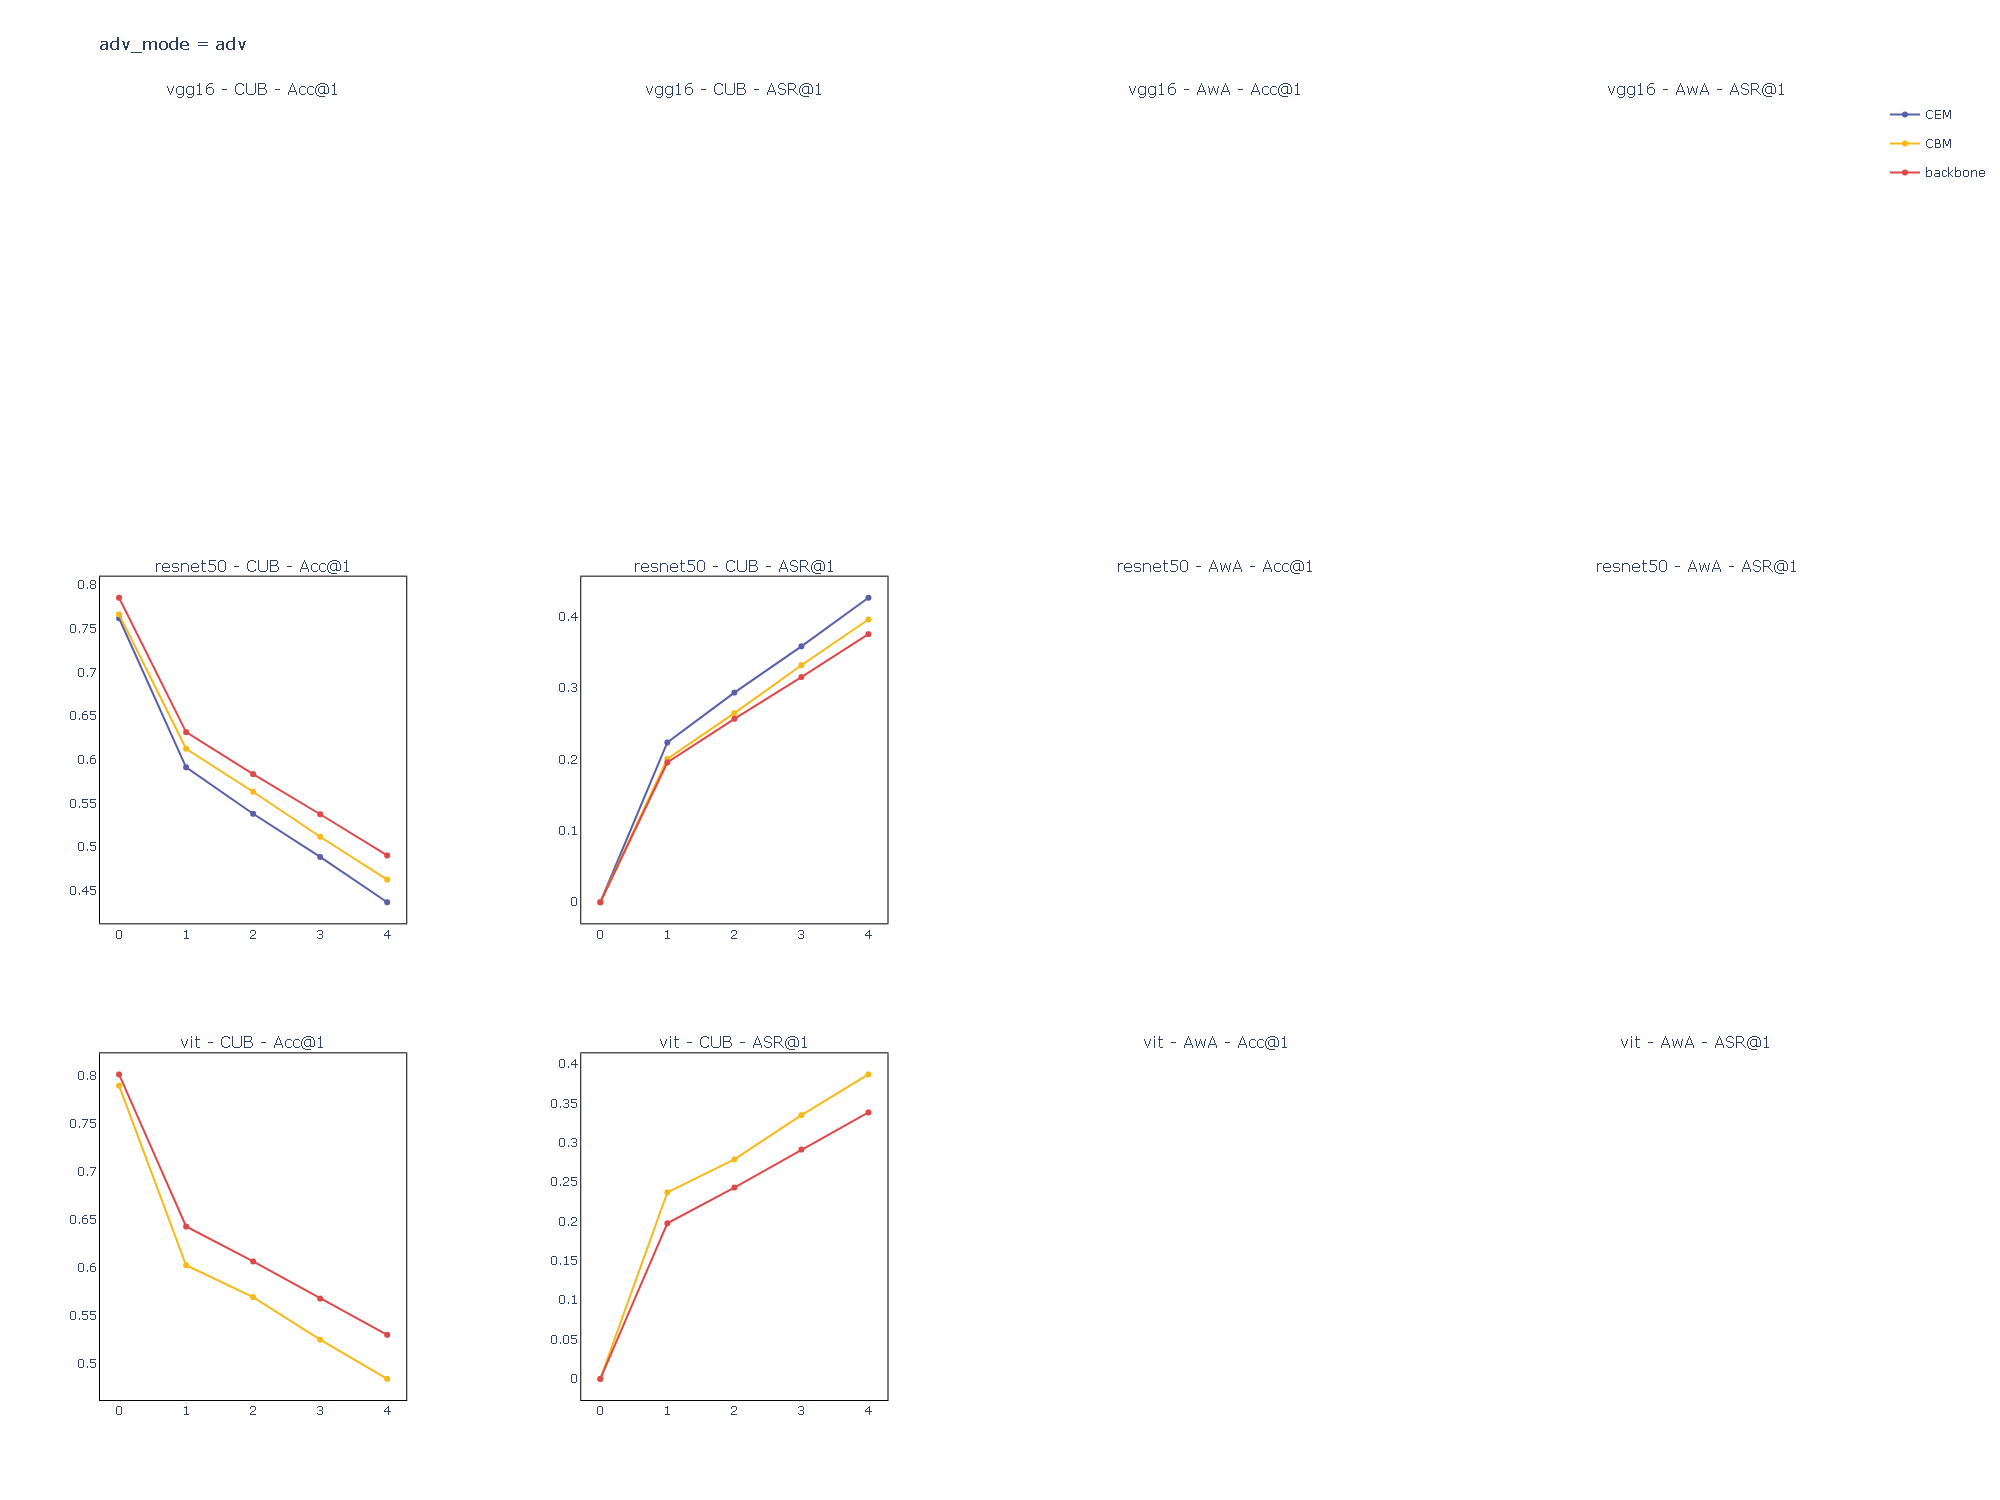 adv_mode = adv
vgg16 - CUB - Acc@1
vgg16 - CUB - ASR@1
vgg16 - AwA - Acc@1
vgg16 - AwA - ASR@1
CEM
CBM
backbone
resnet50 - CUB - Acc@1
0.8
0.75
0.7
0.65
0.6
0.55
0.5
0.45
0 1 2 3 4
resnet50 - CUB - ASR@1
0.4
0.3
0.2
0.1
0
0 1 2 3 4
resnet50 - AwA - Acc@1
resnet50 - AwA - ASR@1
vit - CUB - Acc@1
0.8
0.75
0.7
0.65
0.6
0.55
0.5
0 1 2 3 4
vit - CUB - ASR@1
0.4
0.35
0.3
0.25
0.2
0.15
0.1
0.05
0
0 1 2 3 4
vit - AwA - Acc@1
vit - AwA - ASR@1